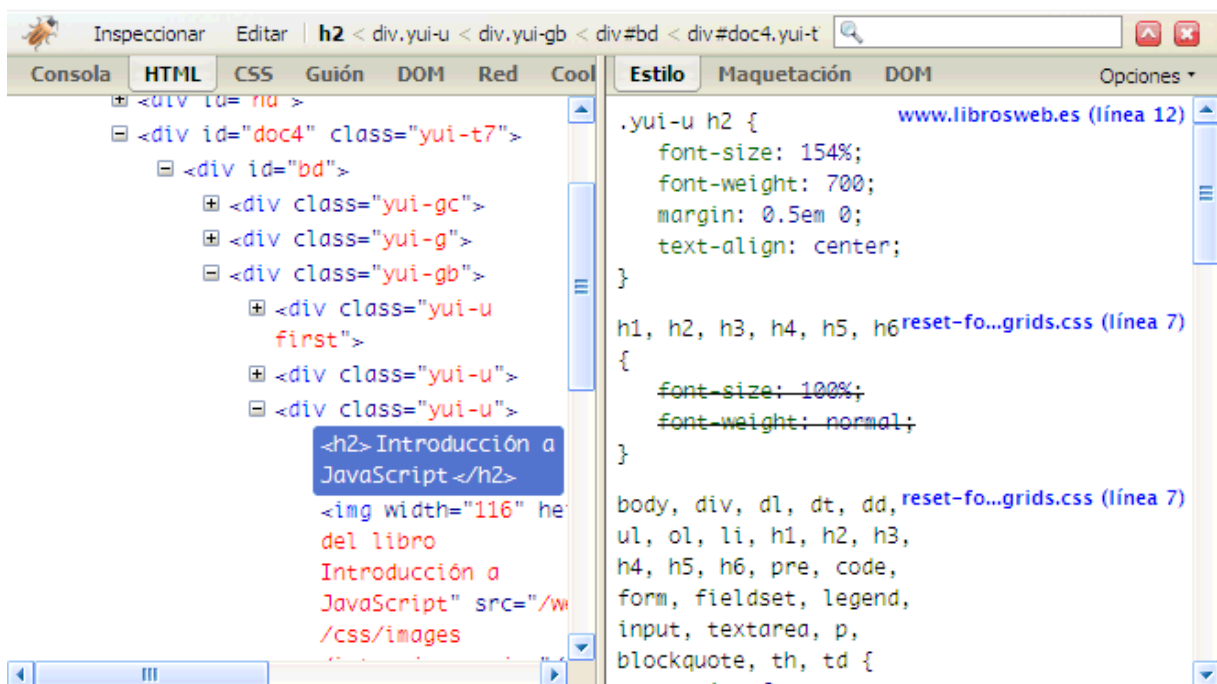 Inspeccionar Editar h2 < div.yui-u < div.yui-gb < div#bd < div#doc4.yui-t
Consola HTML CSS Guión DOM Red Cool
<div id="doc4" class="yui-t7">
<div id="bd">
<div class="yui-gc">
<div class="yui-g">
<div class="yui-gb">
<div class="yui-u
first">
<div class="yui-u">
<div class="yui-u">
<h2>Introducción a
JavaScript</h2>
<img width="116" he
del libro
Introducción a
JavaScript" src="/w
/css/images
Estilo Maquetación DOM Opciones
.yui-u h2 { www.librosweb.es (línea 12)
font-size: 154%;
font-weight: 700;
margin: 0.5em 0;
text-align: center;
}
h1, h2, h3, h4, h5, h6 reset-fo...grids.css (línea 7)
{
font-size: 100%;
font-weight: normal;
}
body, div, dl, dt, dd, reset-fo...grids.css (línea 7)
ul, ol, li, h1, h2, h3,
h4, h5, h6, pre, code,
form, fieldset, legend,
input, textarea, p,
blockquote, th, td {